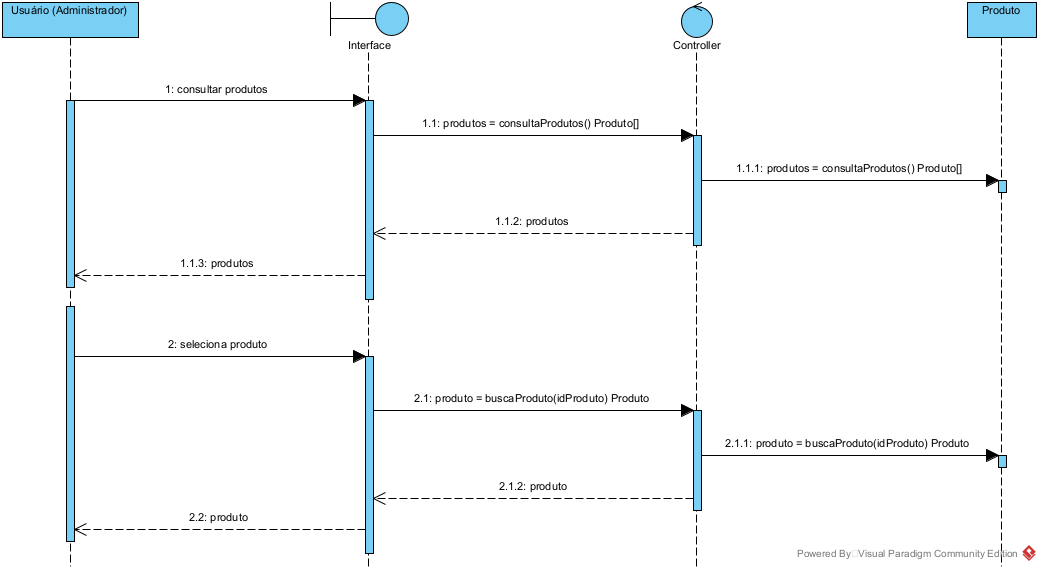 Usuário (Administrador)
Interface
Controller
Produto
1: consultar produtos
1.1: produtos = consultaProdutos() Produto[]
1.1.1: produtos = consultaProdutos() Produto[]
1.1.2: produtos
1.1.3: produtos
2: seleciona produto
2.1: produto = buscaProduto(idProduto) Produto
2.1.1: produto = buscaProduto(idProduto) Produto
2.1.2: produto
2.2: produto
Powered By Visual Paradigm Community Edition